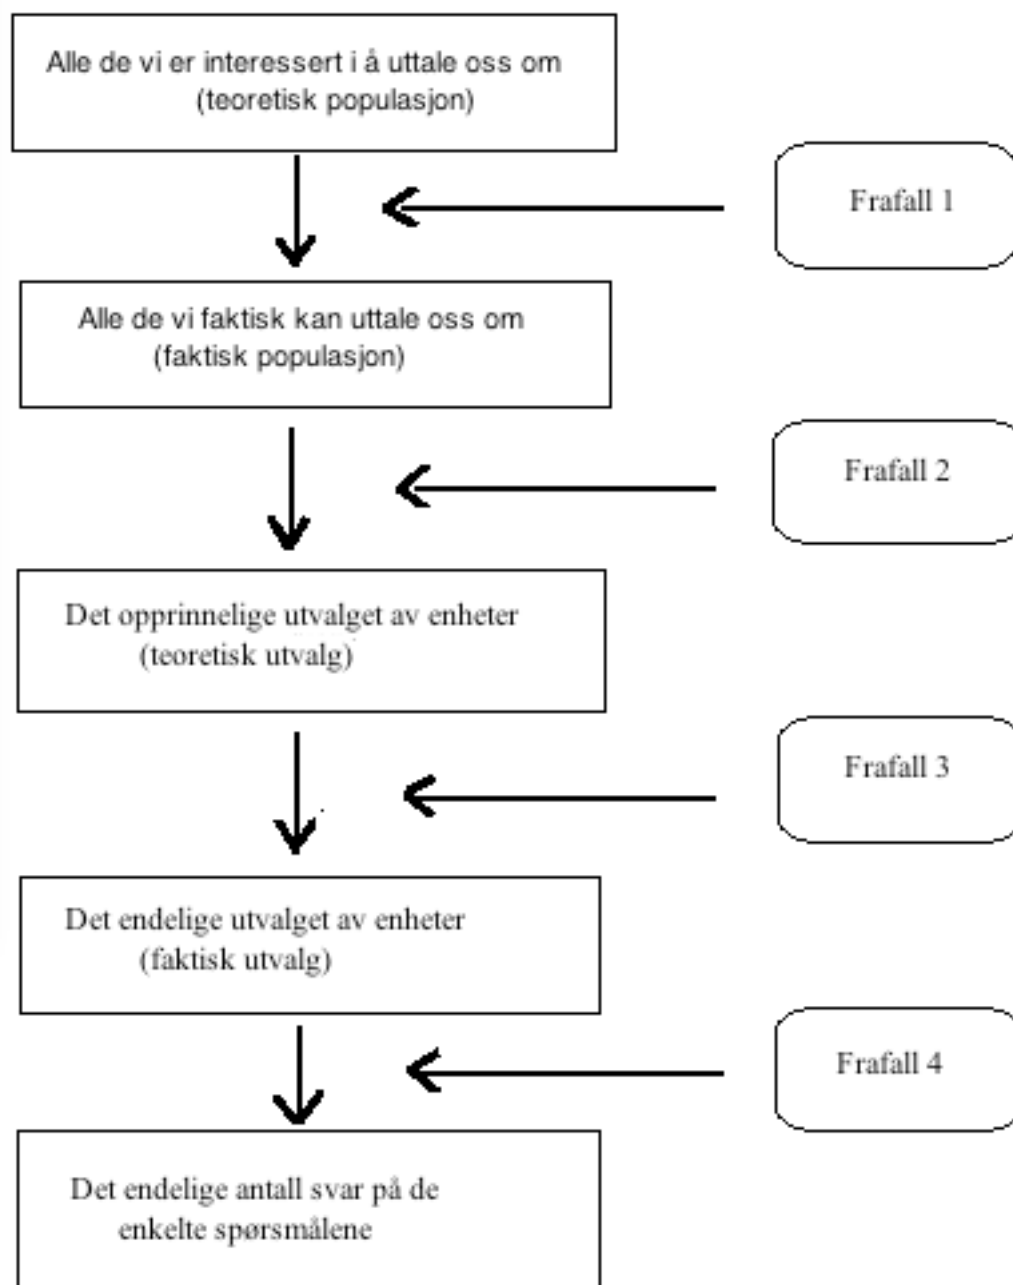 Alle de vi er interessert i å uttale oss om
(teoretisk populasjon)
Frafall 1
Alle de vi faktisk kan uttale oss om
(faktisk populasjon)
Frafall 2
Det opprinnelige utvalget av enheter
(teoretisk utvalg)
Frafall 3
Det endelige utvalget av enheter
(faktisk utvalg)
Frafall 4
Det endelige antall svar på de
enkelte spørsmålene